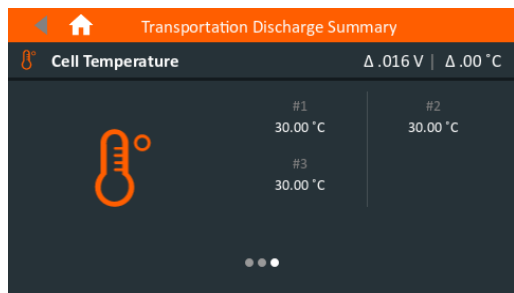 Transportation Discharge Summary
Cell Temperature Δ .016 V | Δ .00 °C
#1 #2
30.00 °C 30.00 °C
#3
30.00 °C